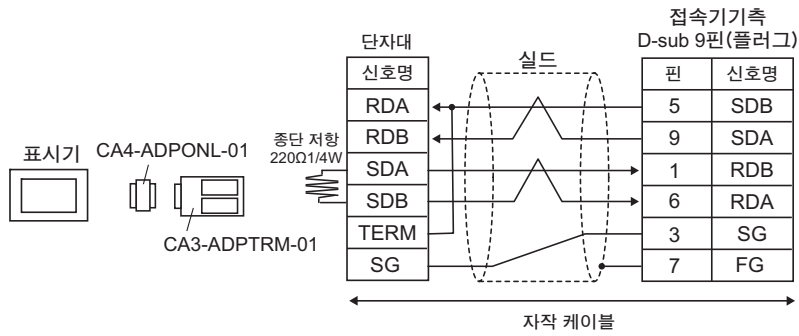 접속기기측
단자대
D-sub 9핀(플러그)
실드
신호명
핀 신호명
RDA
5 SDB
RDB
9 SDA
종단 저항
220Ω1/4W
표시기
CA4-ADPONL-01
SDA
1 RDB
SDB
6 RDA
TERM
3 SG
CA3-ADPTRM-01
SG
7 FG
자작 케이블